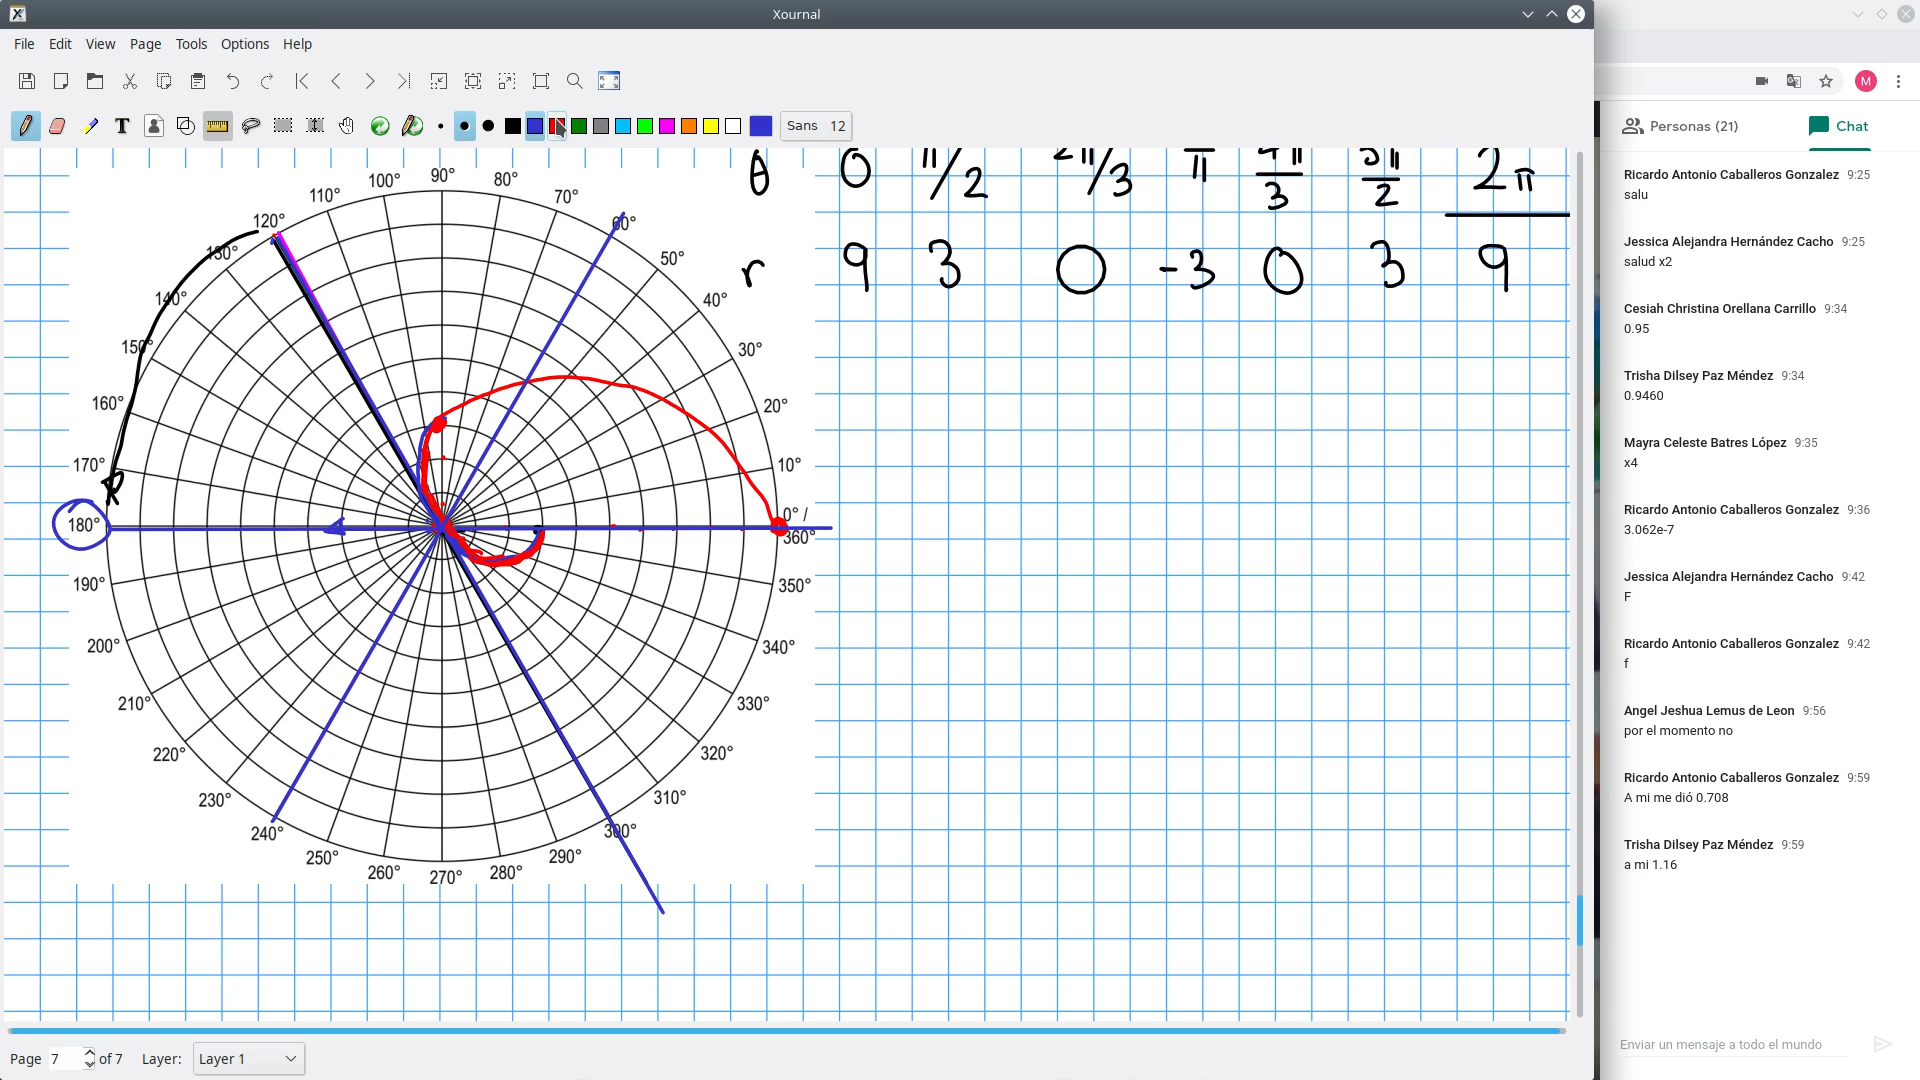 Xournal
File Edit View Page Tools Options Help
T Sans 12
M
Personas (21) Chat
θ 0 π/2 2π/3 π 4π/3 3π/2 2π
r 9 3 0 -3 0 3 9
90°
100° 80°
110° 70°
120° 60°
130° 50°
140° 40°
150° 30°
160° 20°
170° 10°
180° 0° / 360°
190° 350°
200° 340°
210° 330°
220° 320°
230° 310°
240° 300°
250° 290°
260° 280°
270°
Page 7 of 7 Layer: Layer 1
Ricardo Antonio Caballeros Gonzalez 9:25
salu
Jessica Alejandra Hernández Cacho 9:25
salud x2
Cesiah Christina Orellana Carrillo 9:34
0.95
Trisha Dilsey Paz Méndez 9:34
0.9460
Mayra Celeste Batres López 9:35
x4
Ricardo Antonio Caballeros Gonzalez 9:36
3.062e-7
Jessica Alejandra Hernández Cacho 9:42
F
Ricardo Antonio Caballeros Gonzalez 9:42
f
Angel Jeshua Lemus de Leon 9:56
por el momento no
Ricardo Antonio Caballeros Gonzalez 9:59
A mi me dió 0.708
Trisha Dilsey Paz Méndez 9:59
a mi 1.16
Enviar un mensaje a todo el mundo